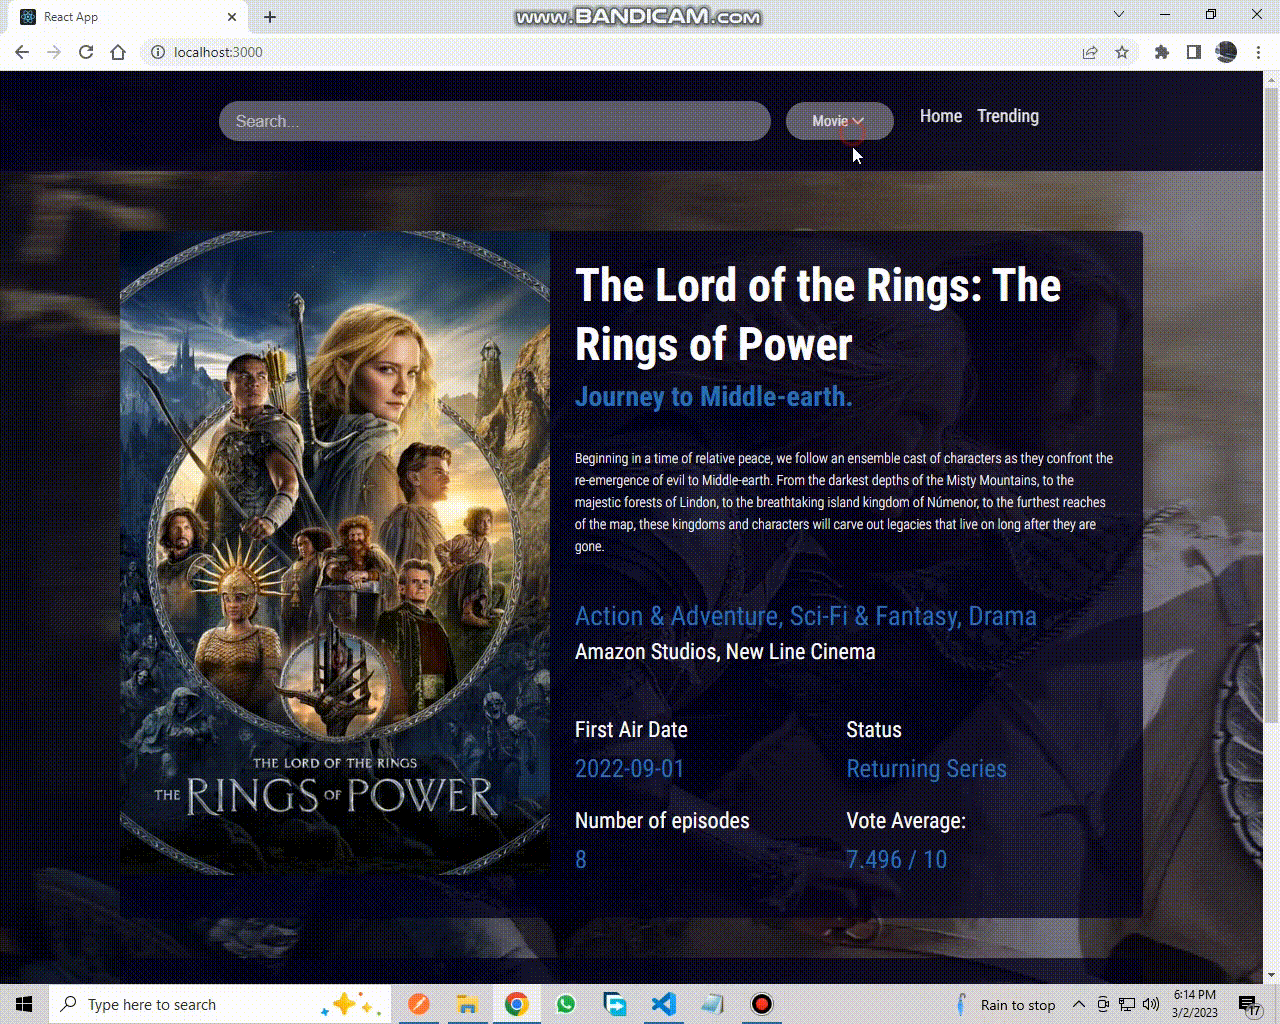 React App
www.BANDICAM.com
localhost:3000
Search...
Movie
Home
Trending
The Lord of the Rings: The
Rings of Power
Journey to Middle-earth.
Beginning in a time of relative peace, we follow an ensemble cast of characters as they confront the
re-emergence of evil to Middle-earth. From the darkest depths of the Misty Mountains, to the
majestic forests of Lindon, to the breathtaking island kingdom of Númenor, to the furthest reaches
of the map, these kingdoms and characters will carve out legacies that live on long after they are
gone.
Action & Adventure, Sci-Fi & Fantasy, Drama
Amazon Studios, New Line Cinema
First Air Date
Status
2022-09-01
Returning Series
Number of episodes
Vote Average:
8
7.496 / 10
THE LORD OF THE RINGS
THE RINGS OF POWER
Type here to search
Rain to stop
6:14 PM
3/2/2023
17